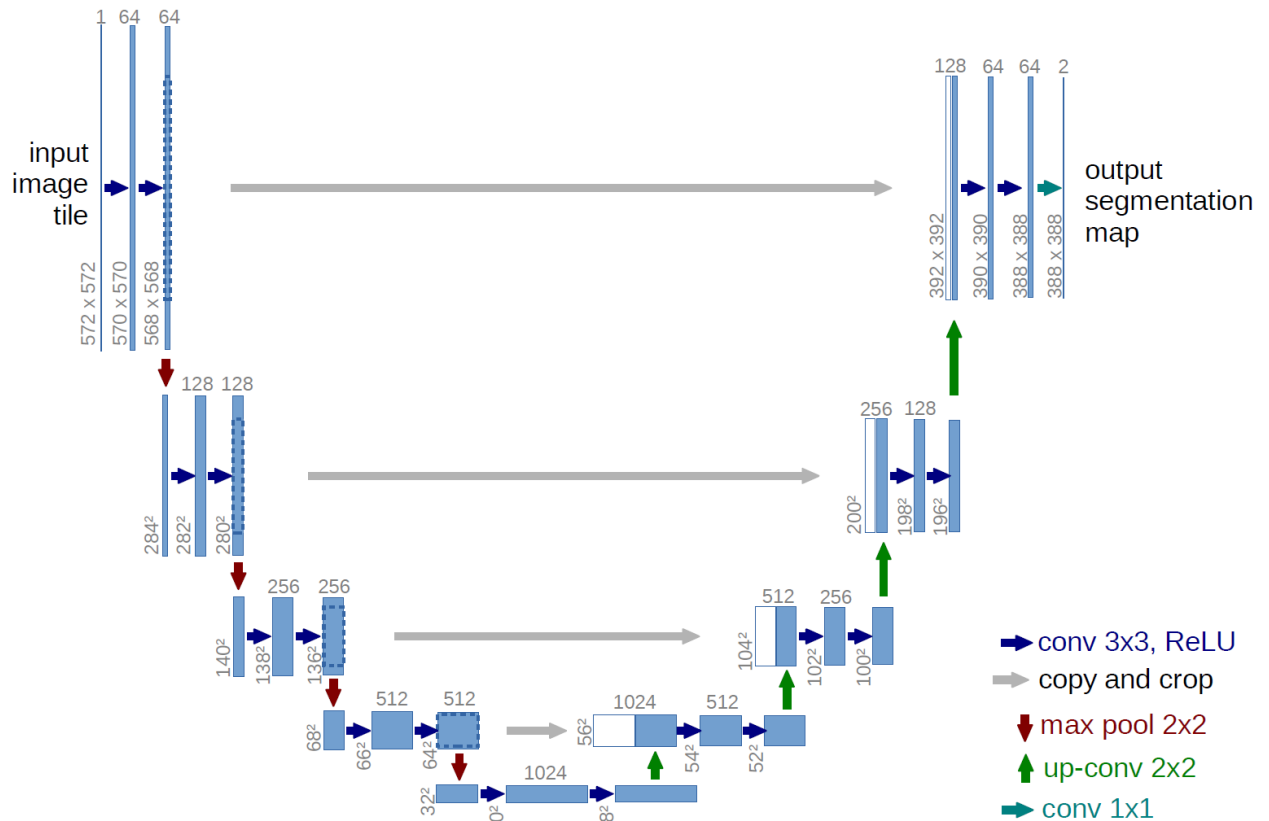 1 64 64
128 64 64 2
input
image
tile
output
segmentation
map
572 x 572
570 x 570
568 x 568
392 x 392
390 x 390
388 x 388
388 x 388
128 128
256 128
284²
282²
280²
200²
198²
196²
256 256
512 256
140²
138²
136²
104²
102²
100²
512 512
1024 512
68²
66²
64²
56²
54²
52²
1024
32²
0²
8²
conv 3x3, ReLU
copy and crop
max pool 2x2
up-conv 2x2
conv 1x1